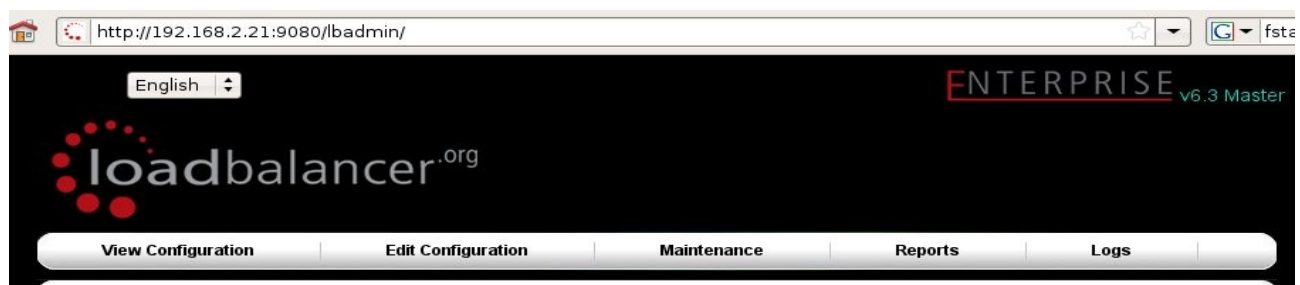 http://192.168.2.21:9080/lbadmin/
G
fsta
English
ENTERPRISE v6.3 Master
loadbalancer.org
View Configuration
Edit Configuration
Maintenance
Reports
Logs